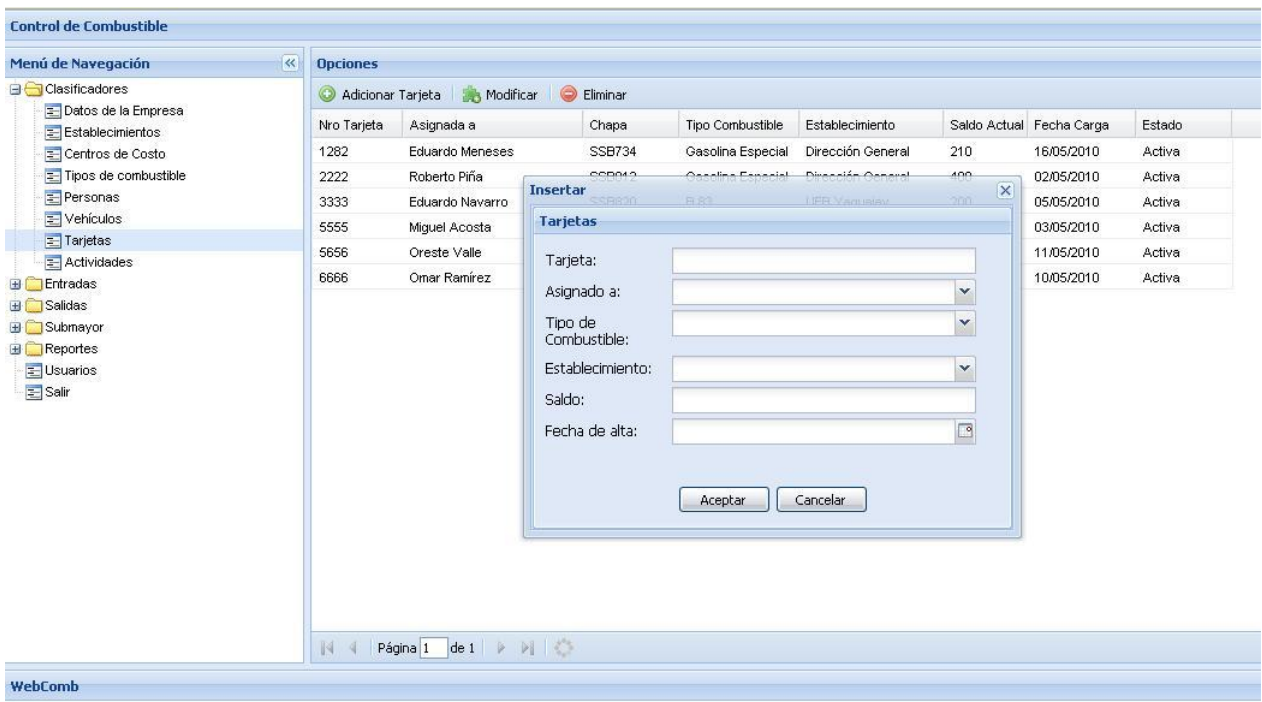 Control de Combustible
Menú de Navegación
Clasificadores
Datos de la Empresa
Establecimientos
Centros de Costo
Tipos de combustible
Personas
Vehículos
Tarjetas
Actividades
Entradas
Salidas
Submayor
Reportes
Usuarios
Salir
Opciones
Adicionar Tarjeta Modificar Eliminar
Nro Tarjeta Asignada a Chapa Tipo Combustible Establecimiento Saldo Actual Fecha Carga Estado
1282 Eduardo Meneses SSB734 Gasolina Especial Dirección General 210 16/05/2010 Activa
2222 Roberto Piña Gasolina Especial Dirección General 02/05/2010 Activa
3333 Eduardo Navarro 05/05/2010 Activa
5555 Miguel Acosta 03/05/2010 Activa
5656 Oreste Valle 11/05/2010 Activa
6666 Omar Ramírez 10/05/2010 Activa
Insertar
Tarjetas
Tarjeta:
Asignado a:
Tipo de
Combustible:
Establecimiento:
Saldo:
Fecha de alta:
Aceptar Cancelar
Página 1 de 1
WebComb